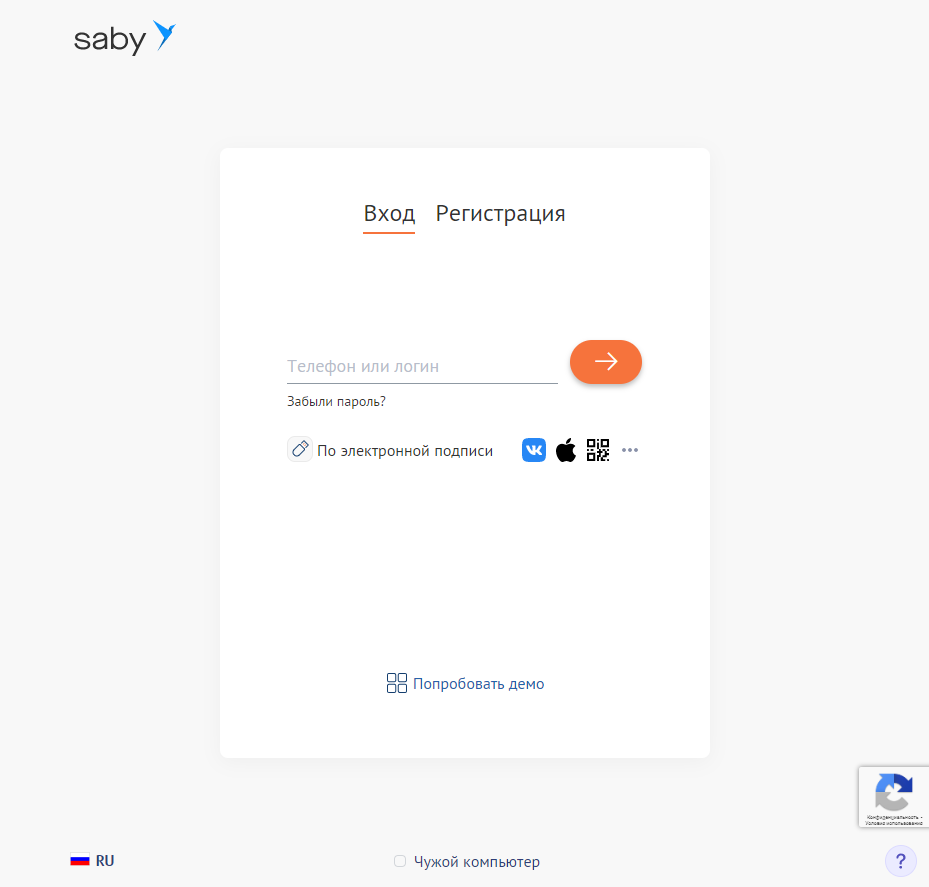 saby
Вход Регистрация
Телефон или логин
Забыли пароль?
По электронной подписи
Попробовать демо
Конфиденциальность -
Условия использования
RU
Чужой компьютер
?